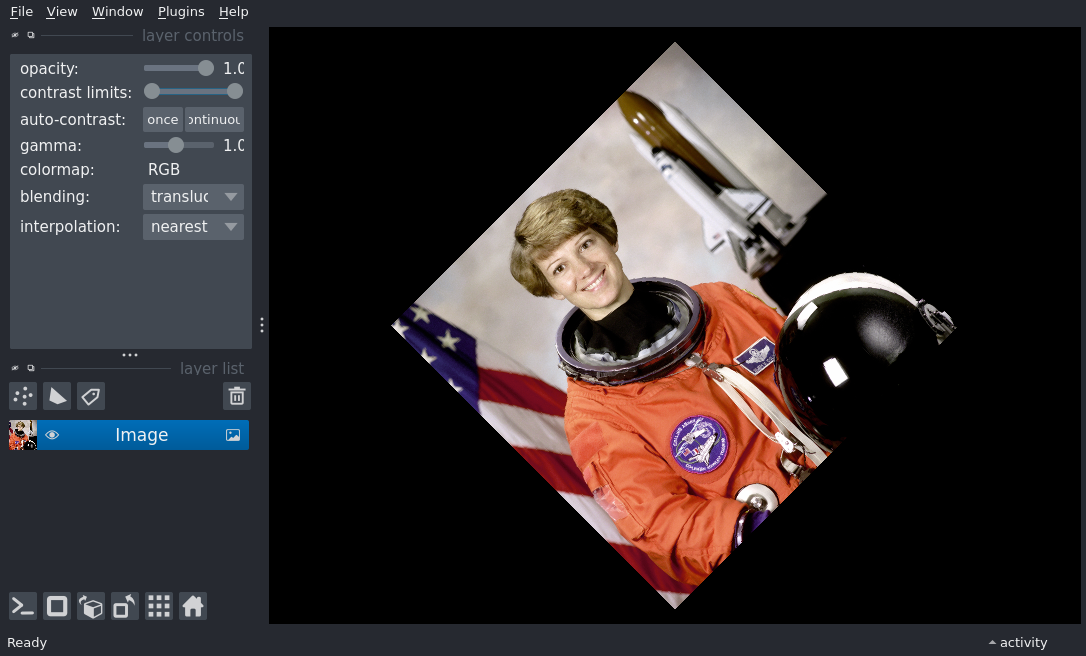 File View Window Plugins Help
layer controls
opacity: 1.0
contrast limits:
auto-contrast: once ontinuou
gamma: 1.0
colormap: RGB
blending: transluc
interpolation: nearest
layer list
Image
Ready
activity